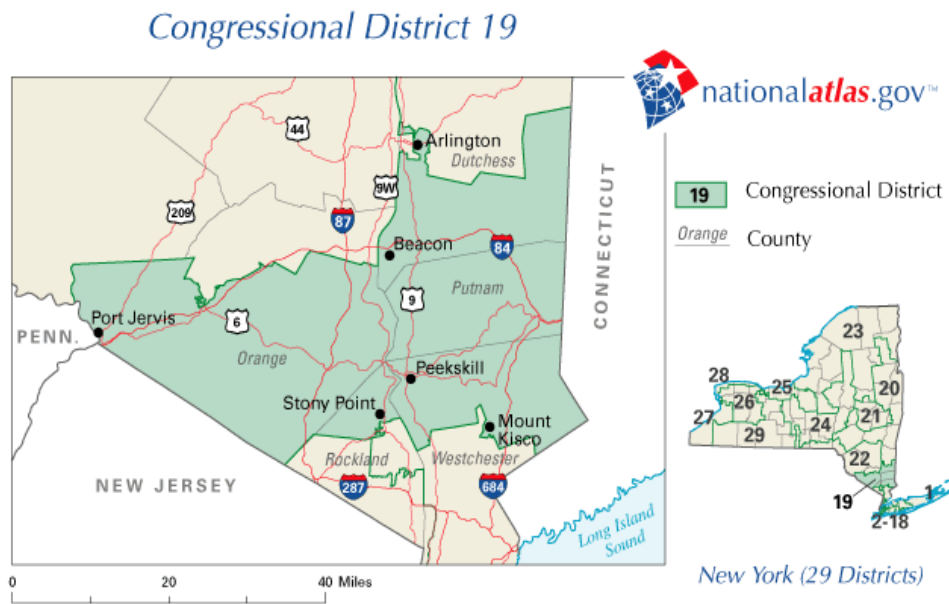 Congressional District 19
nationalatlas.gov™
44
Arlington
Dutchess
9W
209
87
Beacon
84
CONNECTICUT
19 Congressional District
Orange County
Putnam
9
6
Port Jervis
PENN.
Orange
Peekskill
Stony Point
Mount
Kisco
Rockland
Westchester
NEW JERSEY
287
684
Long Island
Sound
0 20 40 Miles
23
28
25
20
26
27
21
24
29
22
19
1
2-18
New York (29 Districts)